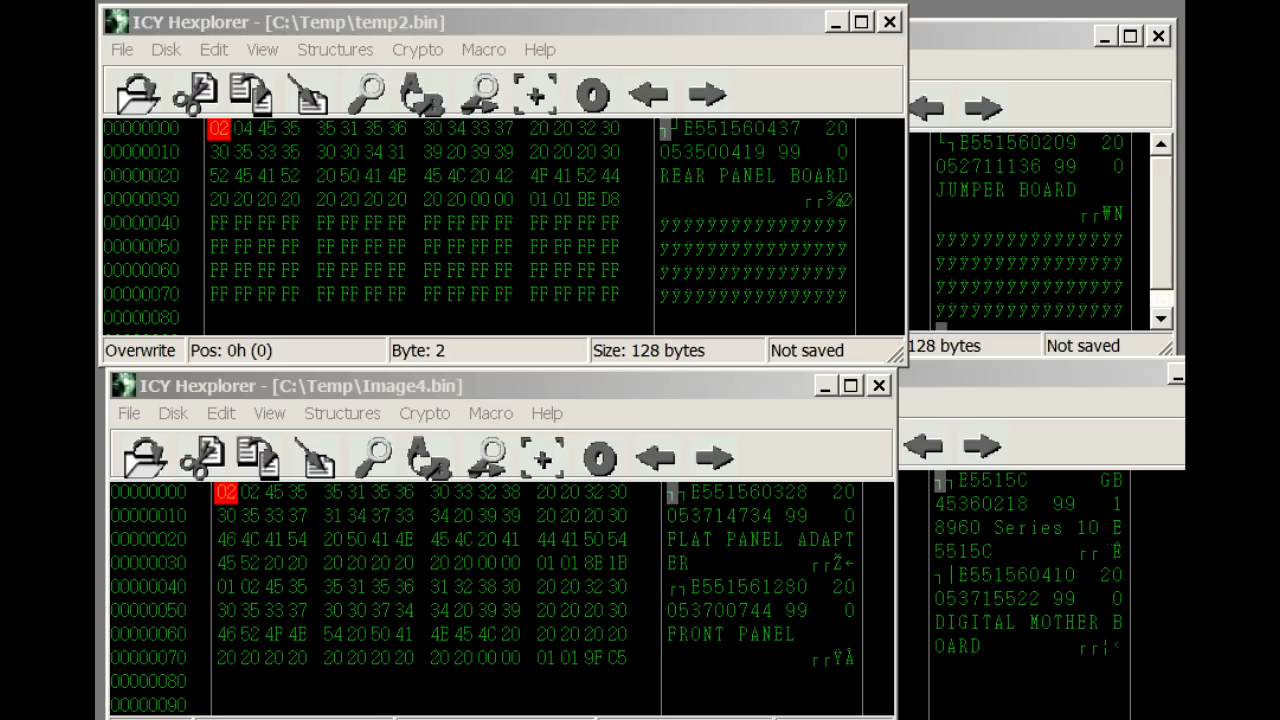 ICY Hexplorer - [C:\Temp\temp2.bin]
File Disk Edit View Structures Crypto Macro Help
00000000 02 04 45 35 35 31 35 36 30 34 33 37 20 20 32 30 E551560437 20
00000010 30 35 33 35 30 30 34 31 39 20 39 39 20 20 20 30 053500419 99 0
00000020 52 45 41 52 20 50 41 4E 45 4C 20 42 4F 41 52 44 REAR PANEL BOARD
00000030 20 20 20 20 20 20 20 20 20 20 00 00 01 01 BE D8 ┌┌¾Ø
00000040 FF FF FF FF FF FF FF FF FF FF FF FF FF FF FF FF ÿÿÿÿÿÿÿÿÿÿÿÿÿÿÿÿ
00000050 FF FF FF FF FF FF FF FF FF FF FF FF FF FF FF FF ÿÿÿÿÿÿÿÿÿÿÿÿÿÿÿÿ
00000060 FF FF FF FF FF FF FF FF FF FF FF FF FF FF FF FF ÿÿÿÿÿÿÿÿÿÿÿÿÿÿÿÿ
00000070 FF FF FF FF FF FF FF FF FF FF FF FF FF FF FF FF ÿÿÿÿÿÿÿÿÿÿÿÿÿÿÿÿ
00000080
Overwrite Pos: 0h (0) Byte: 2 Size: 128 bytes Not saved
└┐E551560209 20
052711136 99 0
JUMPER BOARD
ÿÿÿÿÿÿÿÿÿÿÿÿÿÿÿÿ
ÿÿÿÿÿÿÿÿÿÿÿÿÿÿÿÿ
ÿÿÿÿÿÿÿÿÿÿÿÿÿÿÿÿ
ÿÿÿÿÿÿÿÿÿÿÿÿÿÿÿÿ
128 bytes Not saved
ICY Hexplorer - [C:\Temp\Image4.bin]
File Disk Edit View Structures Crypto Macro Help
00000000 02 02 45 35 35 31 35 36 30 33 32 38 20 20 32 30 ┐┐E551560328 20
00000010 30 35 33 37 31 34 37 33 34 20 39 39 20 20 20 30 053714734 99 0
00000020 46 4C 41 54 20 50 41 4E 45 4C 20 41 44 41 50 54 FLAT PANEL ADAPT
00000030 45 52 20 20 20 20 20 20 20 20 00 00 01 01 8E 1B ER ┌┌Ž←
00000040 01 02 45 35 35 31 35 36 31 32 38 30 20 20 32 30 ┌┐E551561280 20
00000050 30 35 33 37 30 30 37 34 34 20 39 39 20 20 20 30 053700744 99 0
00000060 46 52 4F 4E 54 20 50 41 4E 45 4C 20 20 20 20 20 FRONT PANEL
00000070 20 20 20 20 20 20 20 20 20 20 00 00 01 01 9F C5 ┌┌ŸÅ
00000080
00000090
┐┐E5515C GB
45360218 99 1
8960 Series 10 E
5515C ┌┌
┐│E551560410 20
053715522 99 0
DIGITAL MOTHER B
OARD ┌┌